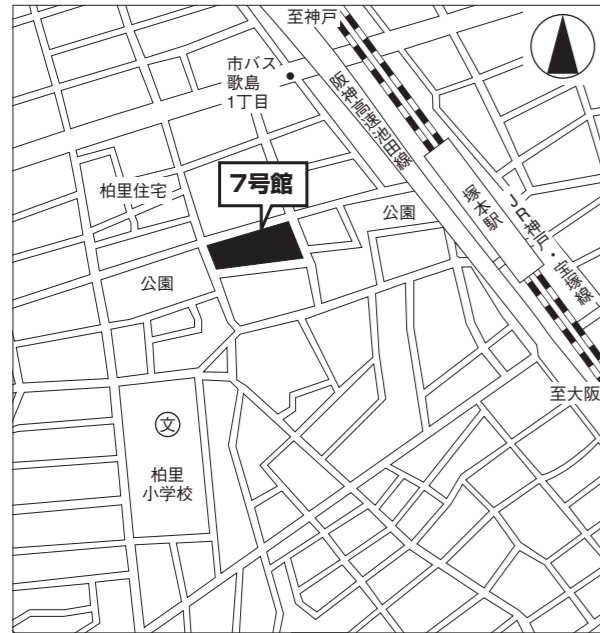 至神戸
市バス
歌島
1丁目
阪神高速池田線
7号館
柏里住宅
公園
塚本駅
JR神戸・宝塚線
公園
至大阪
文
柏里
小学校